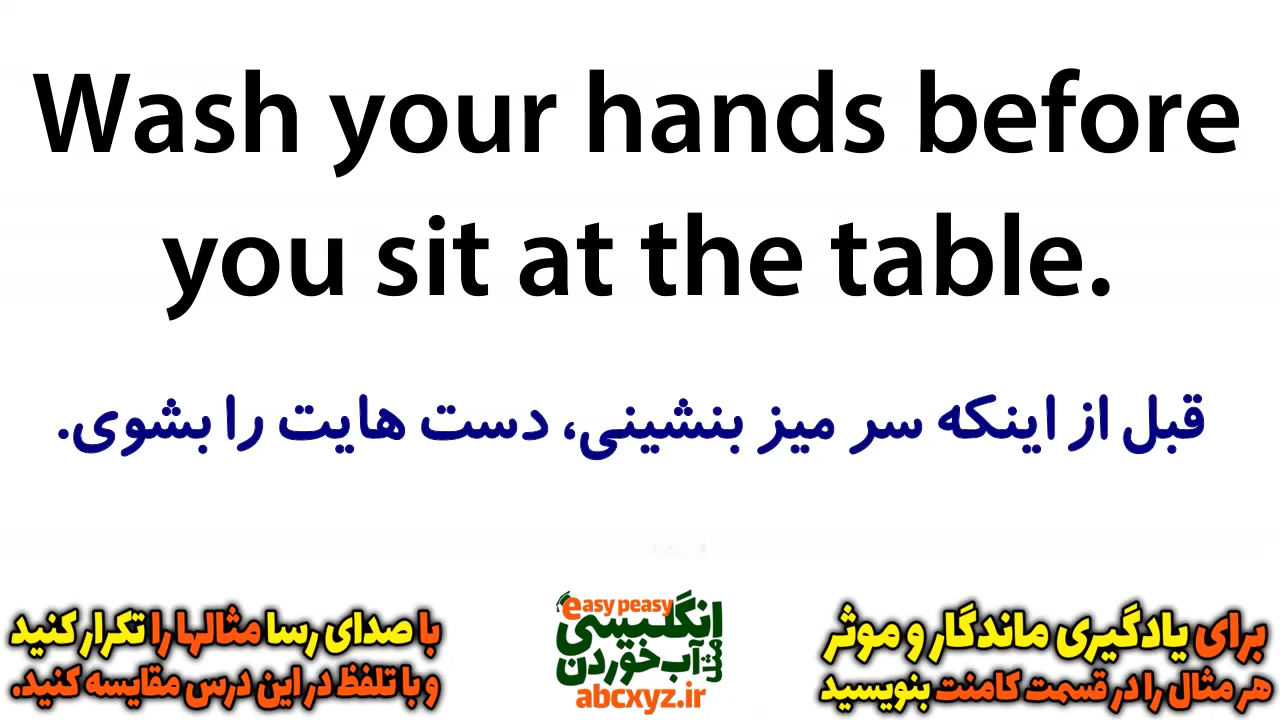 Wash your hands before
you sit at the table.
قبل از اینکه سر میز بنشینی، دست هایت را بشوی.
برای یادگیری ماندگار و موثر
هر مثال را در قسمت کامنت بنویسید
easy peasy
انگلیسی
مثل
آب خوردن
abcxyz.ir
با صدای رسا مثالها را تکرار کنید
و با تلفظ در این درس مقایسه کنید.